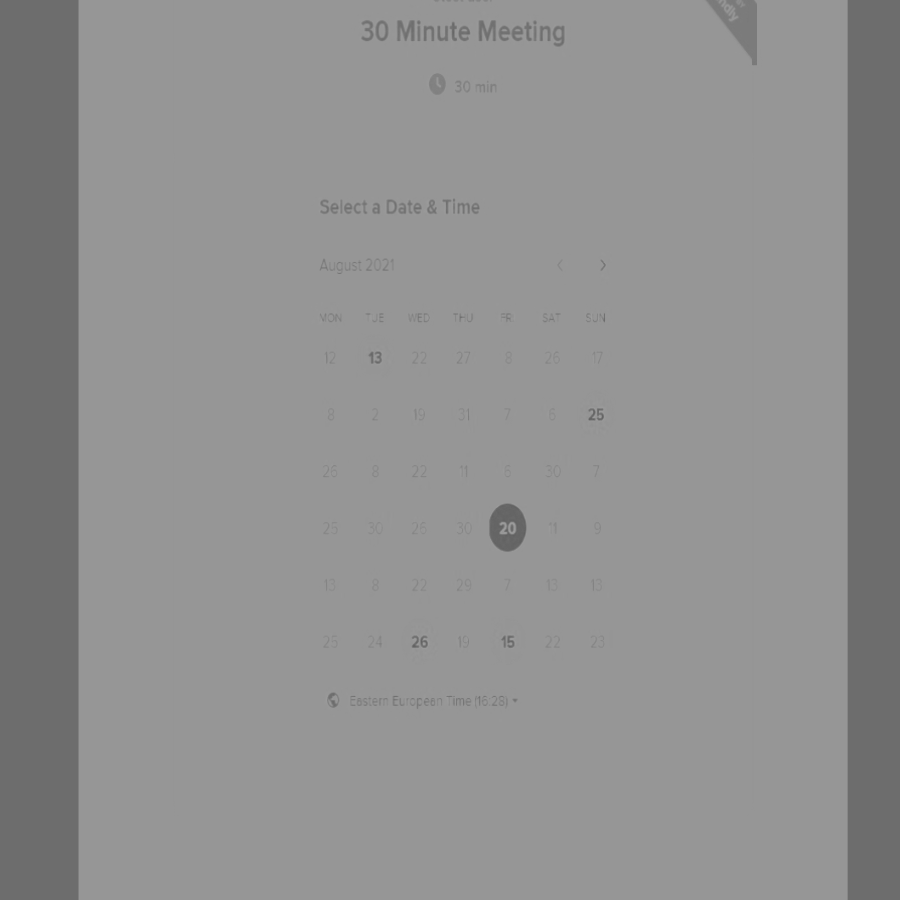 30 Minute Meeting
30 min
Select a Date & Time
August 2021
MON TUE WED THU FRI SAT SUN
12 13 22 27 8 26 17
8 2 19 31 7 6 25
26 8 22 11 6 30 7
25 30 26 30 20 11 9
13 8 22 29 7 13 13
25 24 26 19 15 22 23
Eastern European Time (16:28)